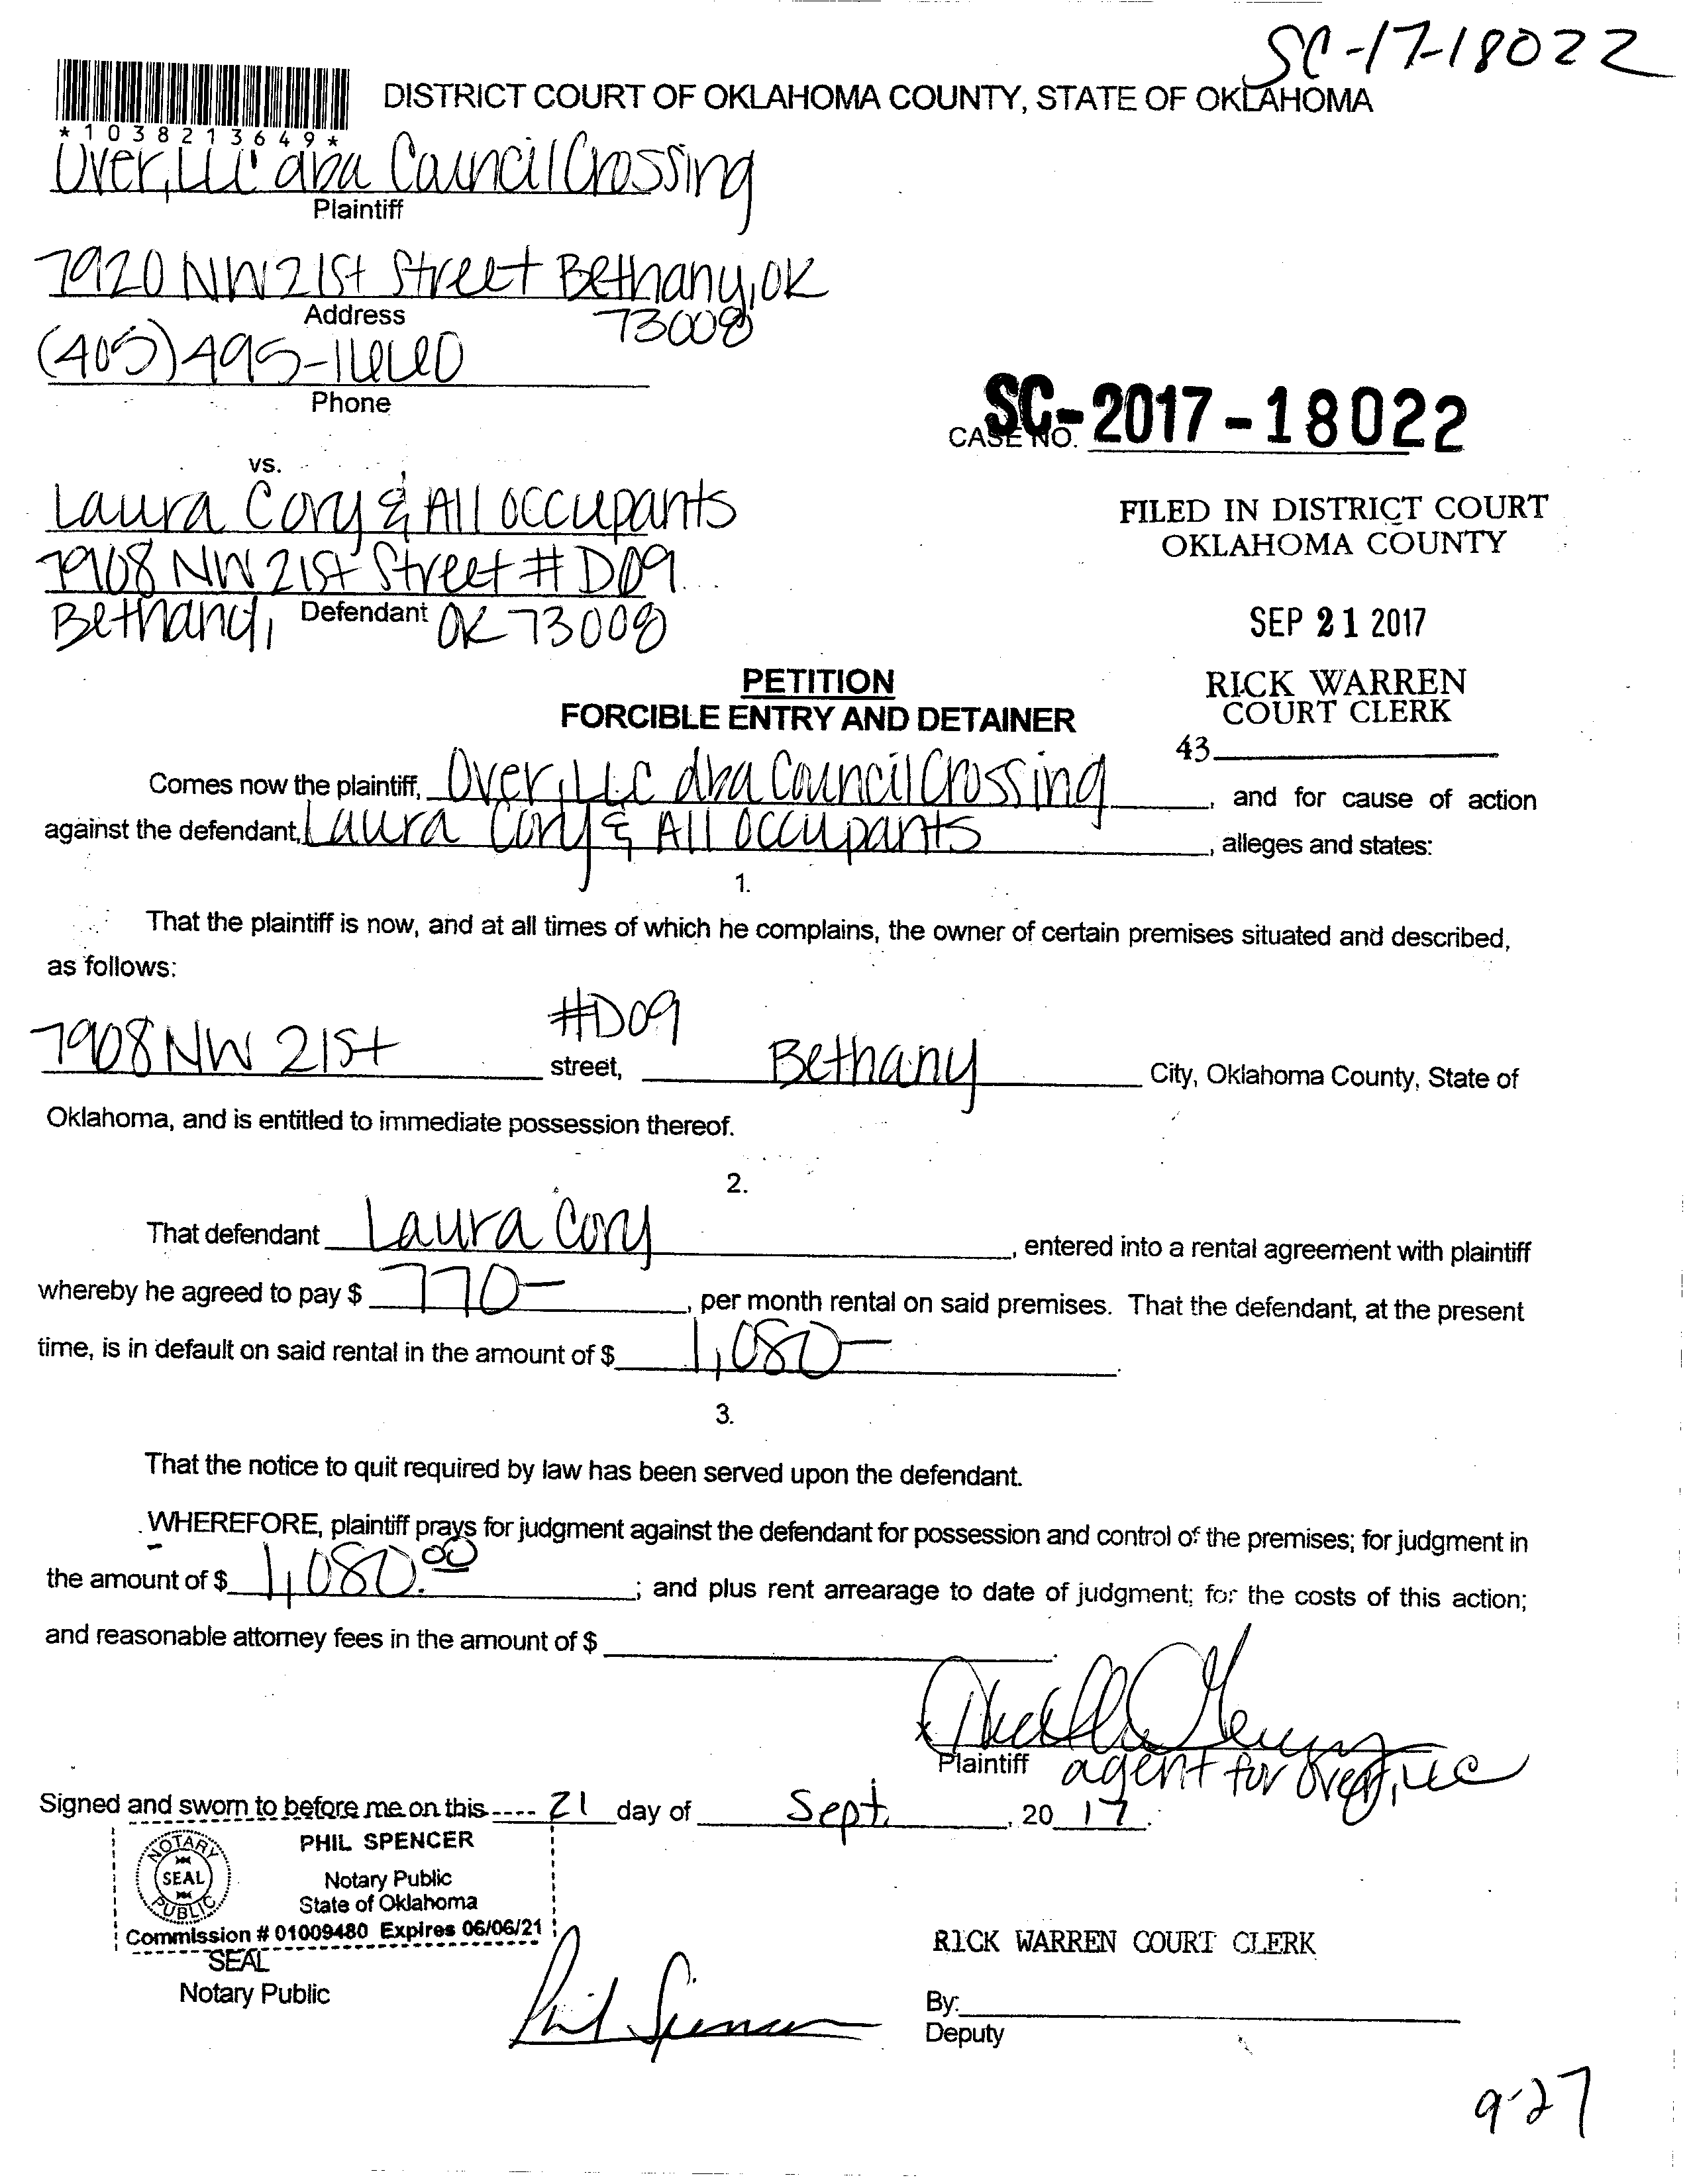 SC-17-18022
DISTRICT COURT OF OKLAHOMA COUNTY, STATE OF OKLAHOMA
*1038213649*
Over, LLC dba Council Crossing
Plaintiff
7920 NW 21st Street Bethany, OK
Address
73008
(405) 495-1660
Phone
CASE NO. SC-2017-18022
vs.
Laura Cory & All occupants
7908 NW 21st Street # D09
Bethany, Defendant OK 73008
FILED IN DISTRICT COURT
OKLAHOMA COUNTY
SEP 21 2017
RICK WARREN
COURT CLERK
43
PETITION
FORCIBLE ENTRY AND DETAINER
Comes now the plaintiff, Over, LLC dba Council Crossing, and for cause of action
against the defendant, Laura Cory & All occupants, alleges and states:
1.
That the plaintiff is now, and at all times of which he complains, the owner of certain premises situated and described,
as follows:
#D09
7908 NW 21st street, Bethany City, Oklahoma County, State of
Oklahoma, and is entitled to immediate possession thereof.
2.
That defendant Laura Cory, entered into a rental agreement with plaintiff
whereby he agreed to pay $ 770-, per month rental on said premises. That the defendant, at the present
time, is in default on said rental in the amount of $ 1,080-.
3.
That the notice to quit required by law has been served upon the defendant.
WHEREFORE, plaintiff prays for judgment against the defendant for possession and control of the premises; for judgment in
the amount of $ 1,080.00; and plus rent arrearage to date of judgment; for the costs of this action;
and reasonable attorney fees in the amount of $.
x
Plaintiff agent for Over, LLC
Signed and sworn to before me on this 21 day of Sept., 2017.
NOTARY
SEAL
PUBLIC
PHIL SPENCER
Notary Public
State of Oklahoma
Commission # 01009480 Expires 06/06/21
SEAL
Notary Public
Phil Spencer
RICK WARREN COURT CLERK
By:
Deputy
9-27